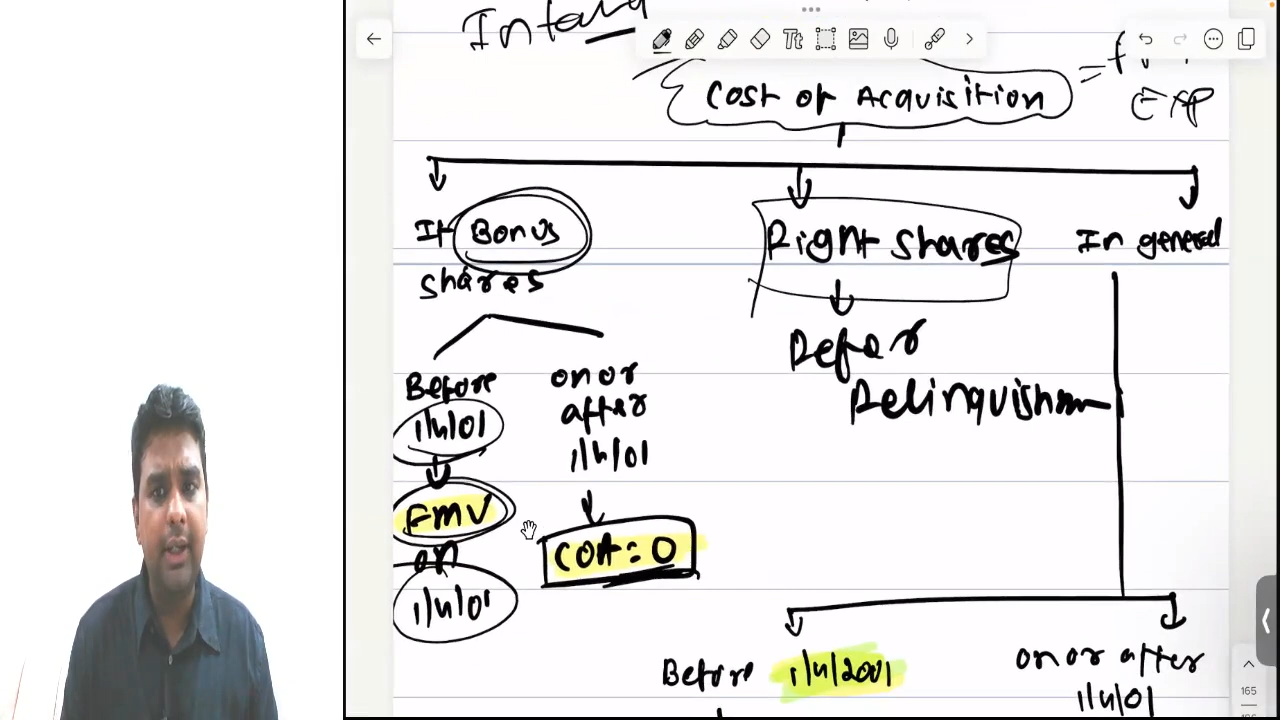 Cost of Acquisition
EXP
If Bonus
shares
Right shares
In general
Refer
Relinquishm
Before
1/4/01
on or
after
1/4/01
FMV
on
1/4/01
COA = 0
Before 1/4/2001
on or after
1/4/01
Tt
165